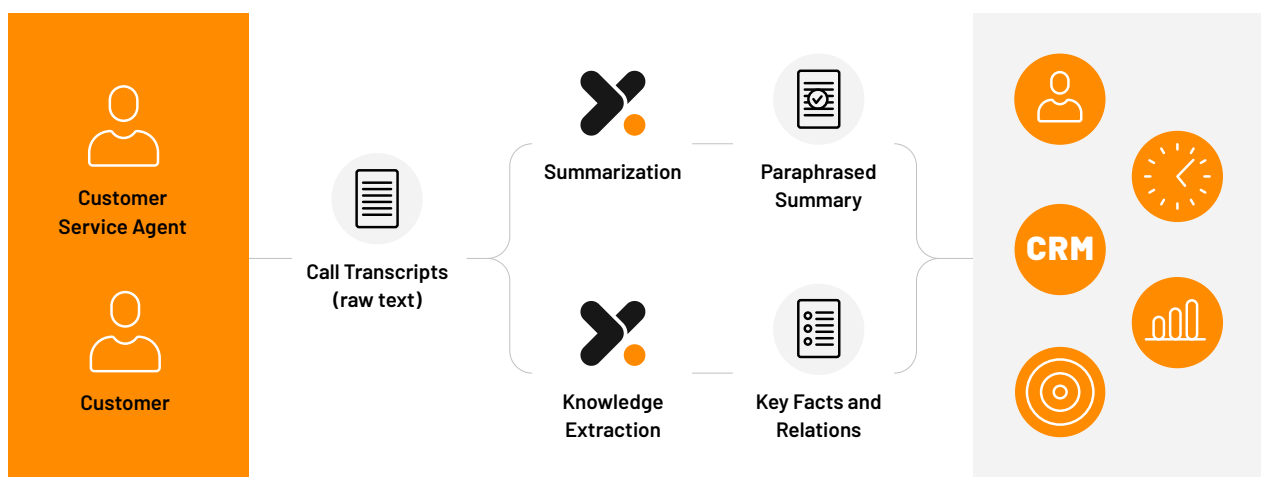 Customer
Service Agent
Customer
Call Transcripts
(raw text)
Summarization
Paraphrased
Summary
Knowledge
Extraction
Key Facts and
Relations
CRM